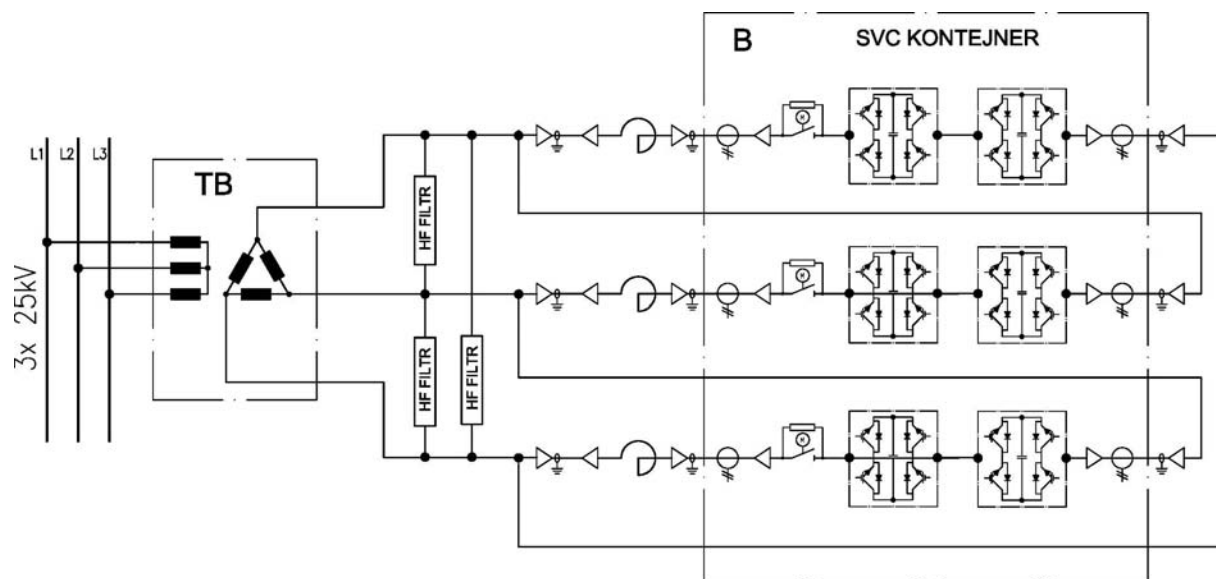 B SVC KONTEJNER
L1 L2 L3
TB
3x 25kV
HF FILTR
HF FILTR
HF FILTR
M
M
M